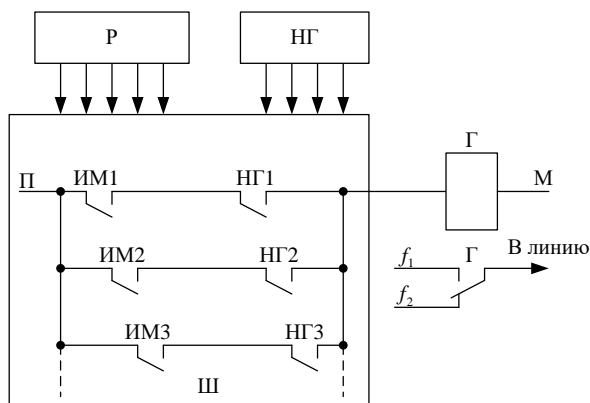 Р
НГ
Г
П
ИМ1
НГ1
М
ИМ2
НГ2
f₁
Г
В линию
f₂
ИМ3
НГ3
Ш